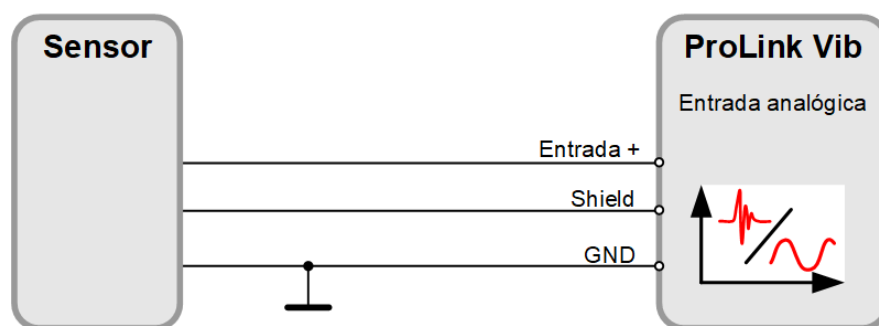 Sensor
ProLink Vib
Entrada analógica
Entrada +
Shield
GND